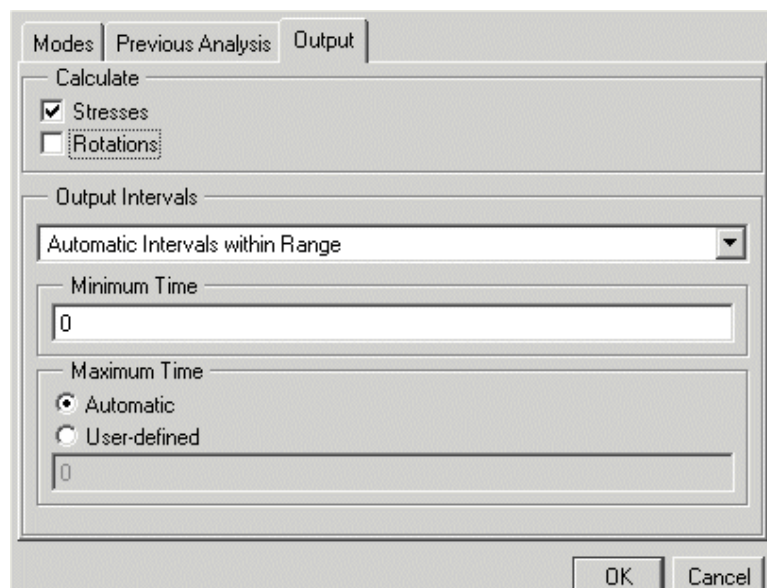 Modes Previous Analysis Output
Calculate
Stresses
Rotations
Output Intervals
Automatic Intervals within Range
Minimum Time
0
Maximum Time
Automatic
User-defined
0
OK Cancel